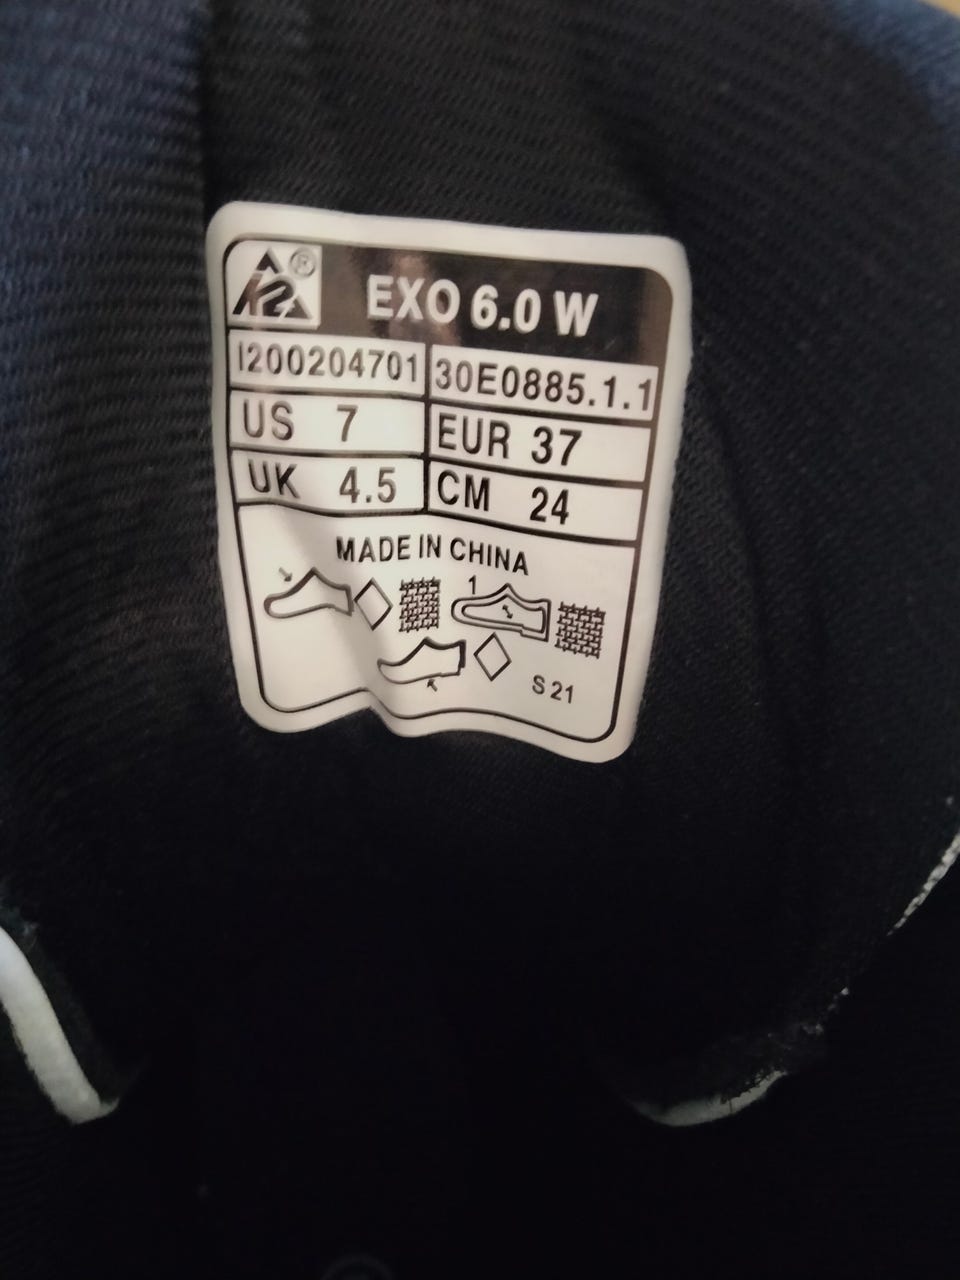 K2®
EXO 6.0 W
I200204701 30E0885.1.1
US 7 EUR 37
UK 4.5 CM 24
MADE IN CHINA
1
S 21